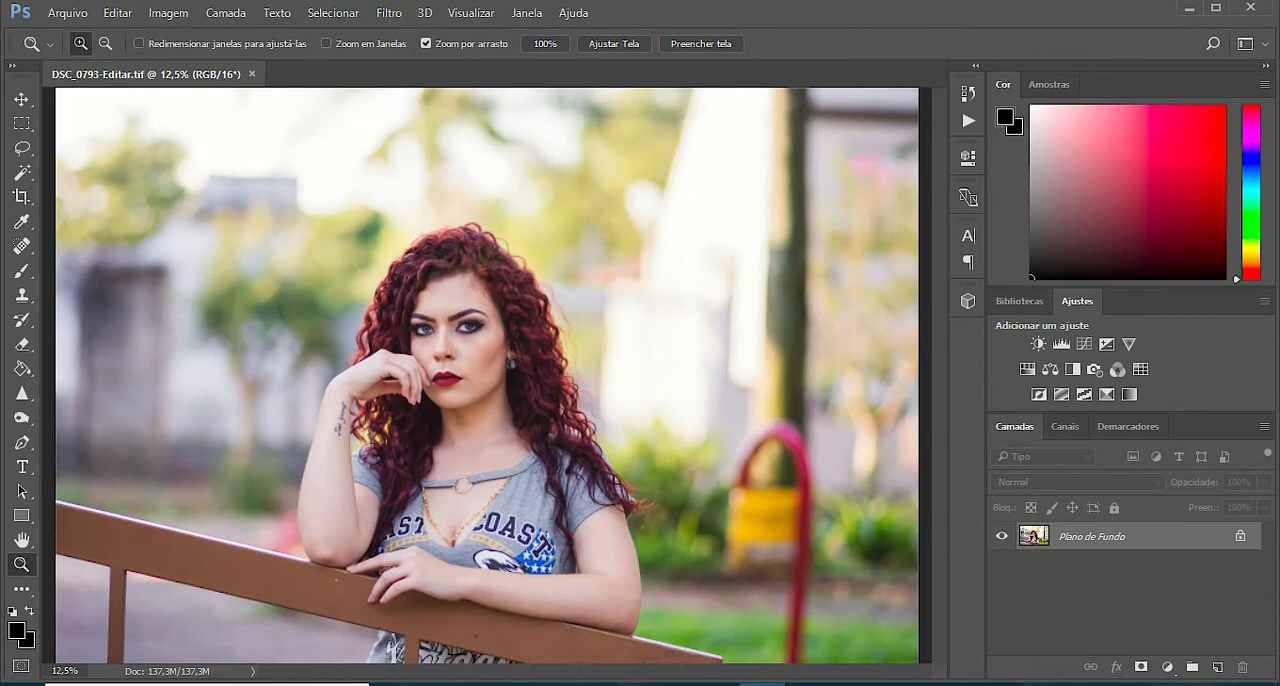 Ps Arquivo Editar Imagem Camada Texto Selecionar Filtro 3D Visualizar Janela Ajuda
Redimensionar janelas para ajustá-las Zoom em Janelas Zoom por arrasto 100% Ajustar Tela Preencher tela
DSC_0793-Editar.tif @ 12,5% (RGB/16*) ×
Cor Amostras
Bibliotecas Ajustes
Adicionar um ajuste
Camadas Canais Demarcadores
Tipo
Normal Opacidade: 100%
Bloq.: Preen.: 100%
Plano de Fundo
fx
EAST COAST
12,5% Doc: 137,3M/137,3M